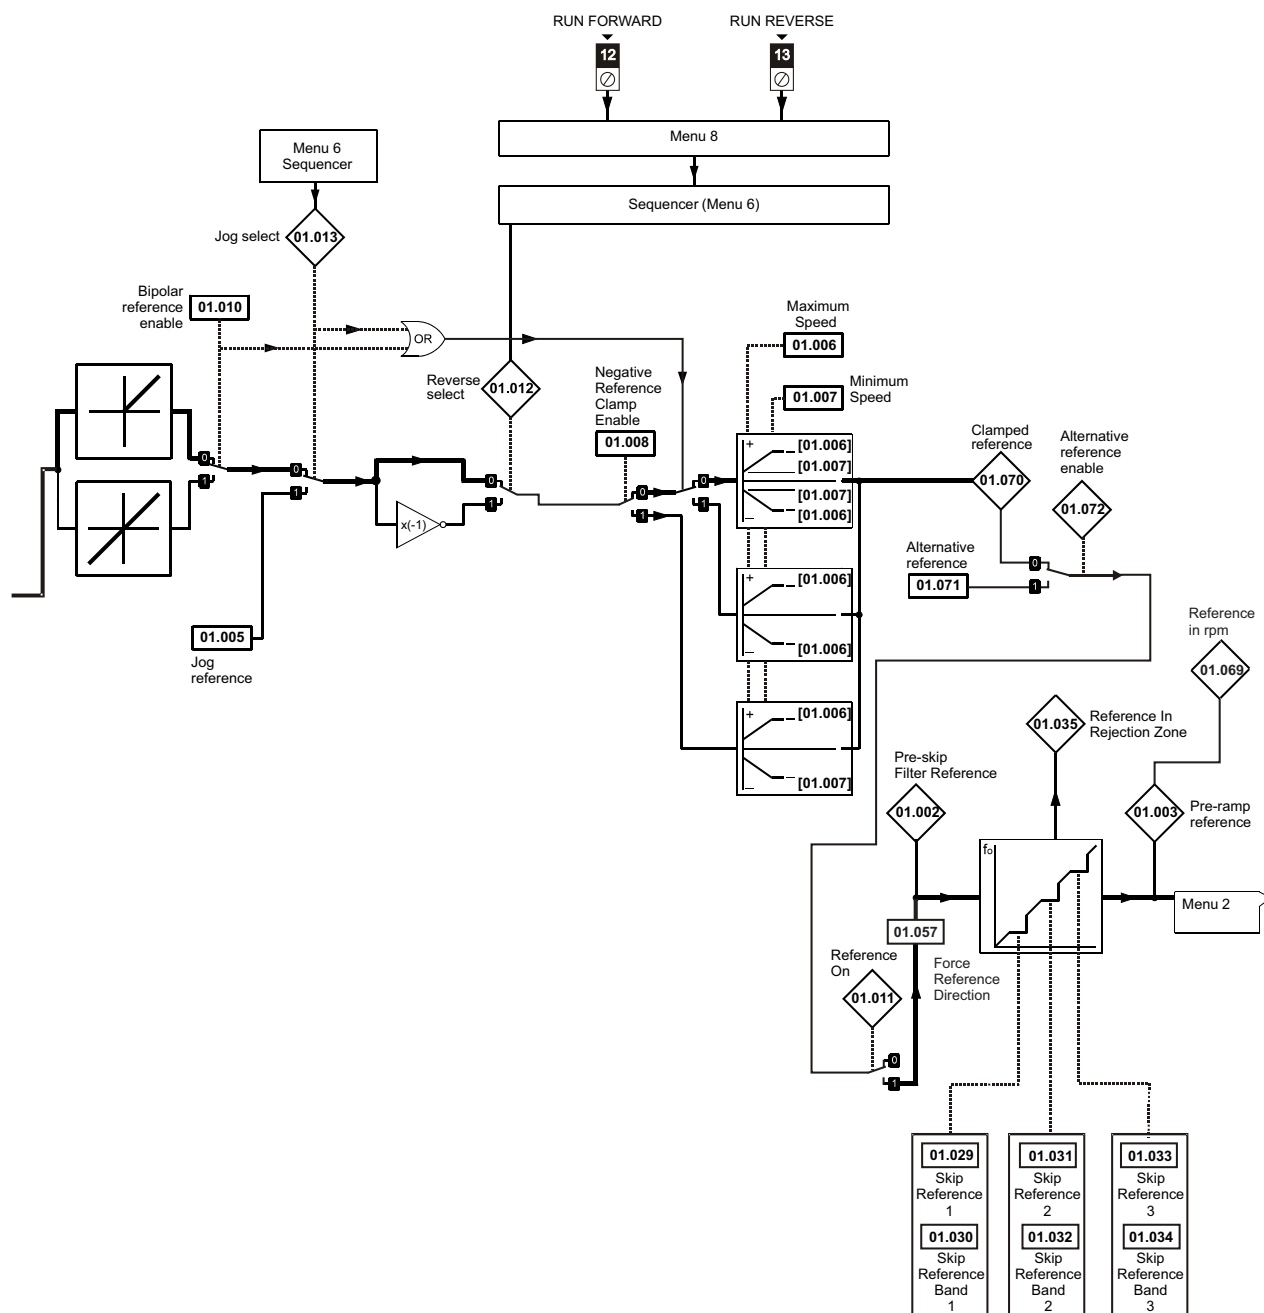 RUN FORWARD
RUN REVERSE
12
13
Menu 8
Menu 6
Sequencer
Sequencer (Menu 6)
Jog select
01.013
Bipolar
reference
enable
01.010
OR
Reverse
select
01.012
Negative
Reference
Clamp
Enable
01.008
Maximum
Speed
01.006
01.007
Minimum
Speed
0
1
0
1
x(-1)
0
1
0
1
0
1
+
[01.006]
[01.007]
[01.007]
[01.006]
–
+
[01.006]
[01.006]
–
+
[01.006]
[01.007]
–
Clamped
reference
01.070
Alternative
reference
enable
01.072
Alternative
reference
01.071
0
1
01.005
Jog
reference
Reference
in rpm
01.069
01.035
Reference In
Rejection Zone
Pre-skip
Filter Reference
01.002
01.003
Pre-ramp
reference
fo
Menu 2
01.057
Force
Reference
Direction
Reference
On
01.011
0
1
01.029
Skip
Reference
1
01.030
Skip
Reference
Band
1
01.031
Skip
Reference
2
01.032
Skip
Reference
Band
2
01.033
Skip
Reference
3
01.034
Skip
Reference
Band
3